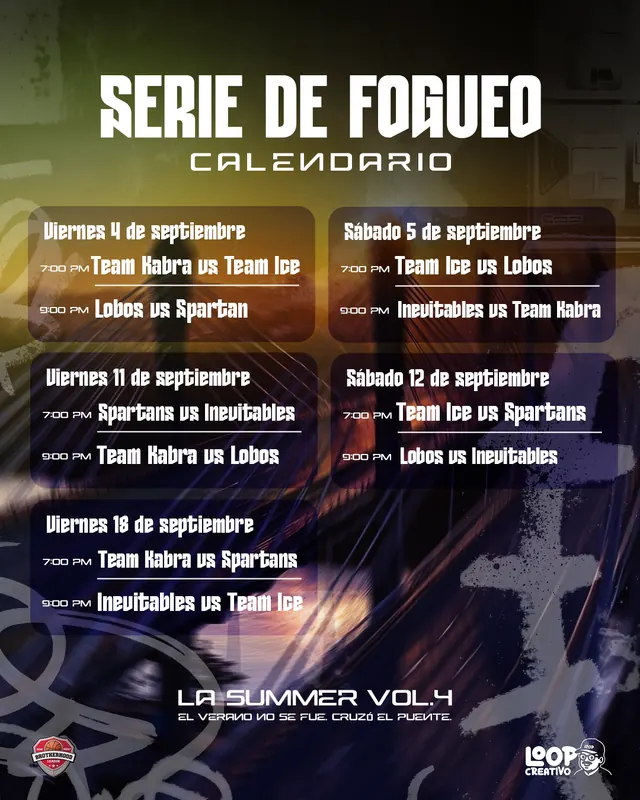 SERIE DE FOGUEO
CALENDARIO
Viernes 4 de septiembre
7:00 PM Team Kabra vs Team Ice
9:00 PM Lobos vs Spartan
Sábado 5 de septiembre
7:00 PM Team Ice vs Lobos
9:00 PM Inevitables vs Team Kabra
Viernes 11 de septiembre
7:00 PM Spartans vs Inevitables
9:00 PM Team Kabra vs Lobos
Sábado 12 de septiembre
7:00 PM Team Ice vs Spartans
9:00 PM Lobos vs Inevitables
Viernes 18 de septiembre
7:00 PM Team Kabra vs Spartans
9:00 PM Inevitables vs Team Ice
LA SUMMER VOL.4
EL VERANO NO SE FUE. CRUZÓ EL PUENTE.
BROTHERHOOD
LEAGUE
LOOP
CREATIVO
LOOP